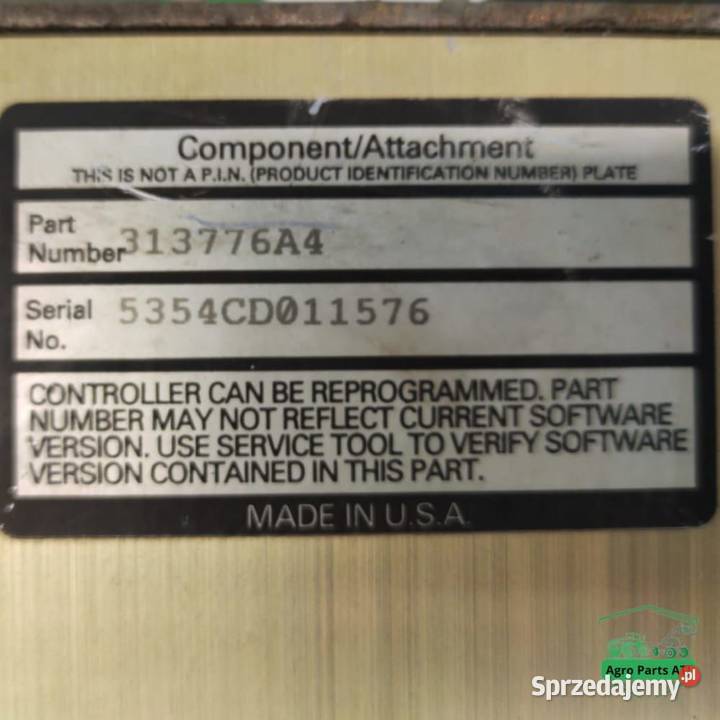 Component/Attachment
THIS IS NOT A P.I.N. (PRODUCT IDENTIFICATION NUMBER) PLATE
Part
Number 313776A4
Serial 5354CD011576
No.
CONTROLLER CAN BE REPROGRAMMED. PART
NUMBER MAY NOT REFLECT CURRENT SOFTWARE
VERSION. USE SERVICE TOOL TO VERIFY SOFTWARE
VERSION CONTAINED IN THIS PART.
MADE IN U.S.A.
Agro Parts
Sprzedajemy.pl